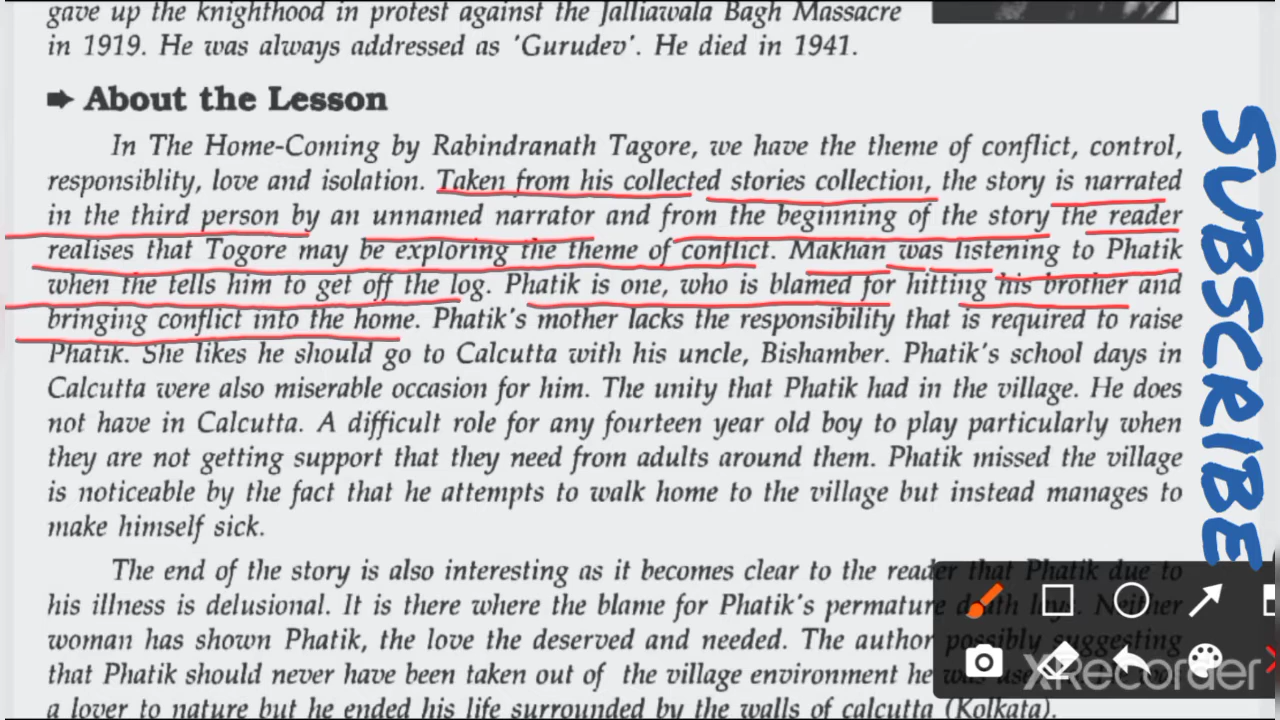 gave up the knighthood in protest against the Jalliawala Bagh Massacre
in 1919. He was always addressed as 'Gurudev'. He died in 1941.
➨ About the Lesson
In The Home-Coming by Rabindranath Tagore, we have the theme of conflict, control,
responsiblity, love and isolation. Taken from his collected stories collection, the story is narrated
in the third person by an unnamed narrator and from the beginning of the story the reader
realises that Togore may be exploring the theme of conflict. Makhan was listening to Phatik
when the tells him to get off the log. Phatik is one, who is blamed for hitting his brother and
bringing conflict into the home. Phatik's mother lacks the responsibility that is required to raise
Phatik. She likes he should go to Calcutta with his uncle, Bishamber. Phatik's school days in
Calcutta were also miserable occasion for him. The unity that Phatik had in the village. He does
not have in Calcutta. A difficult role for any fourteen year old boy to play particularly when
they are not getting support that they need from adults around them. Phatik missed the village
is noticeable by the fact that he attempts to walk home to the village but instead manages to
make himself sick.
The end of the story is also interesting as it becomes clear to the reader that Phatik due to
his illness is delusional. It is there where the blame for Phatik's permature death lays. Neither
woman has shown Phatik, the love the deserved and needed. The author possibly suggesting
that Phatik should never have been taken out of the village environment he was
a lover to nature but he ended his life surrounded by the walls of calcutta (Kolkata).
SUBSCRIBE
XRecorder